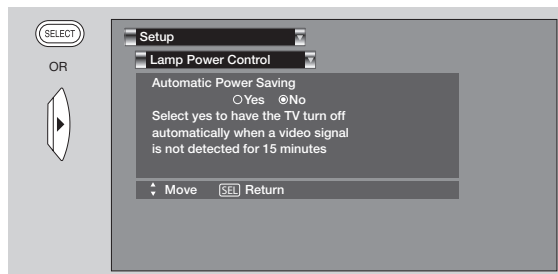 SELECT
OR
Setup
Lamp Power Control
Automatic Power Saving
Yes No
Select yes to have the TV turn off
automatically when a video signal
is not detected for 15 minutes
Move SEL Return